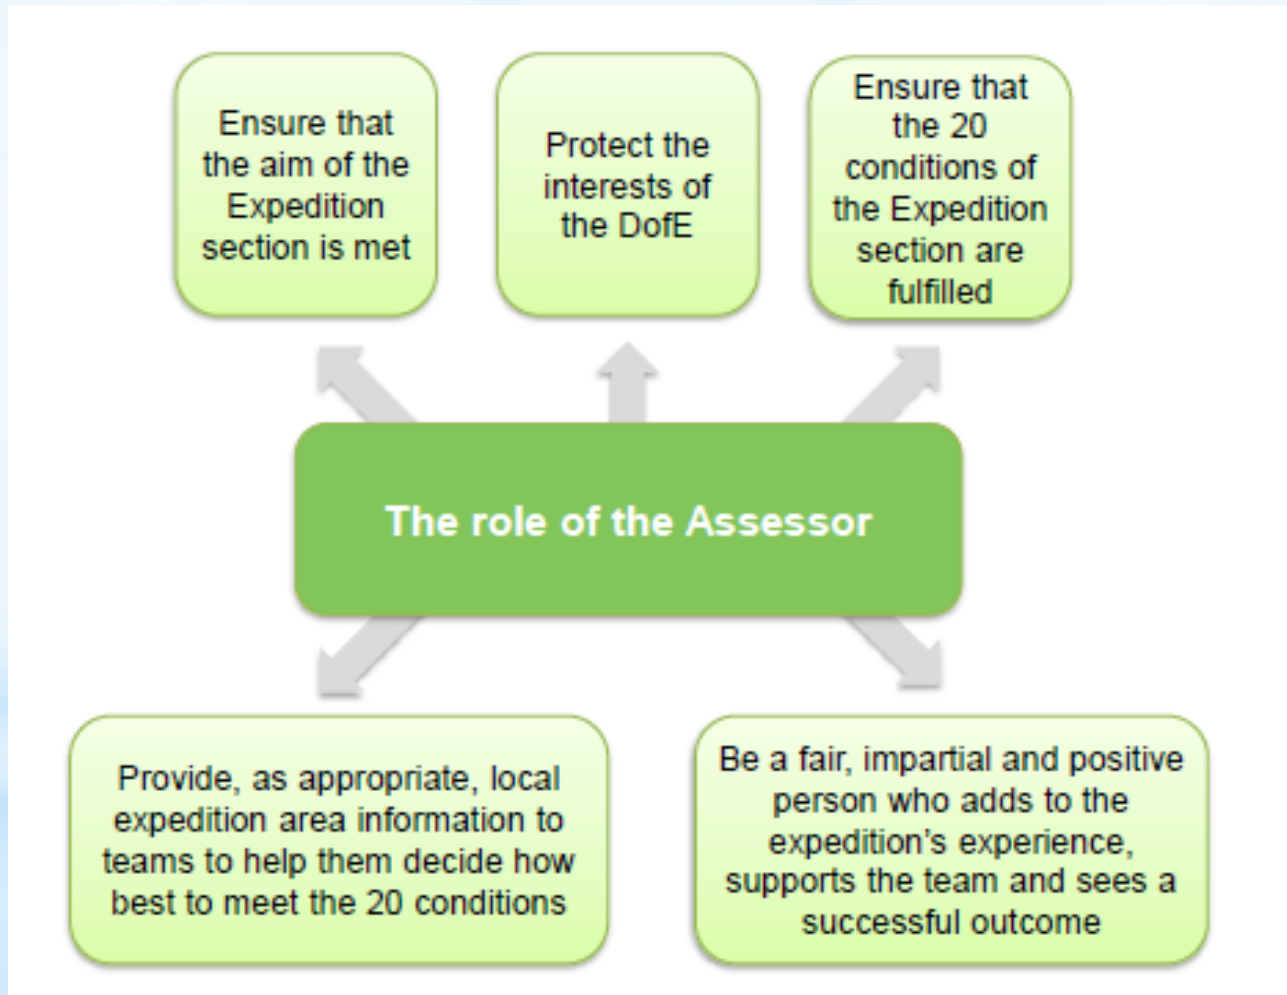 Ensure that
the aim of the
Expedition
section is met
Protect the
interests of
the DofE
Ensure that
the 20
conditions of
the Expedition
section are
fulfilled
The role of the Assessor
Provide, as appropriate, local
expedition area information to
teams to help them decide how
best to meet the 20 conditions
Be a fair, impartial and positive
person who adds to the
expedition’s experience,
supports the team and sees a
successful outcome